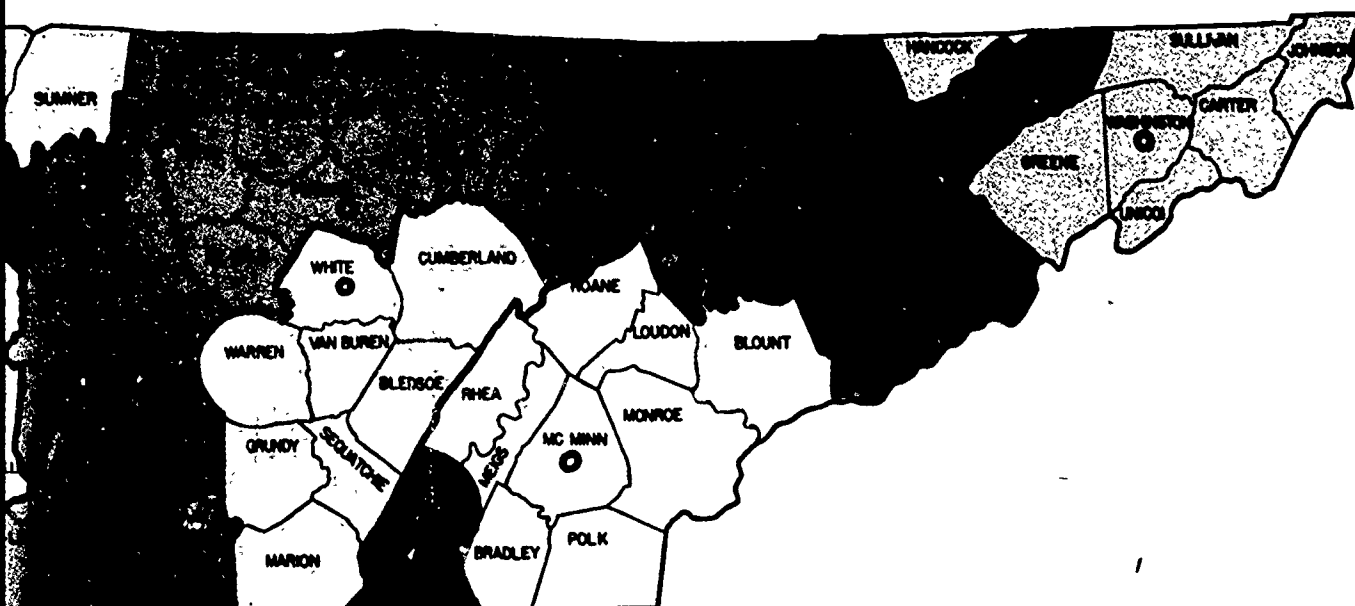 HANCOCK
SULLIVAN
JOHNSON
SUMNER
CARTER
WASHINGTON
GREENE
UNICOI
WHITE
CUMBERLAND
ROANE
WARREN
VAN BUREN
LOUDON
BLOUNT
BLEDSOE
RHEA
MONROE
GRUNDY
SEQUATCHIE
MEIGS
MC MINN
MARION
BRADLEY
POLK